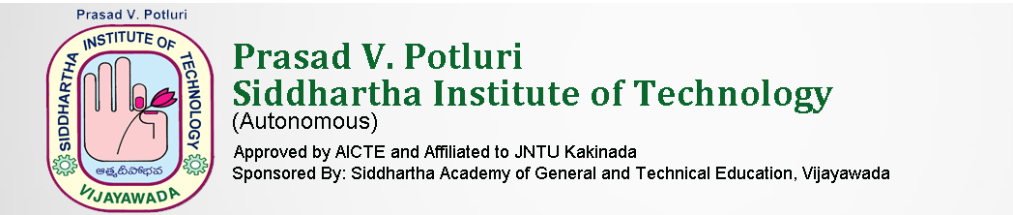 Prasad V. Potluri
SIDDHARTHA INSTITUTE OF TECHNOLOGY
VIJAYAWADA
Prasad V. Potluri
Siddhartha Institute of Technology
(Autonomous)
Approved by AICTE and Affiliated to JNTU Kakinada
Sponsored By: Siddhartha Academy of General and Technical Education, Vijayawada